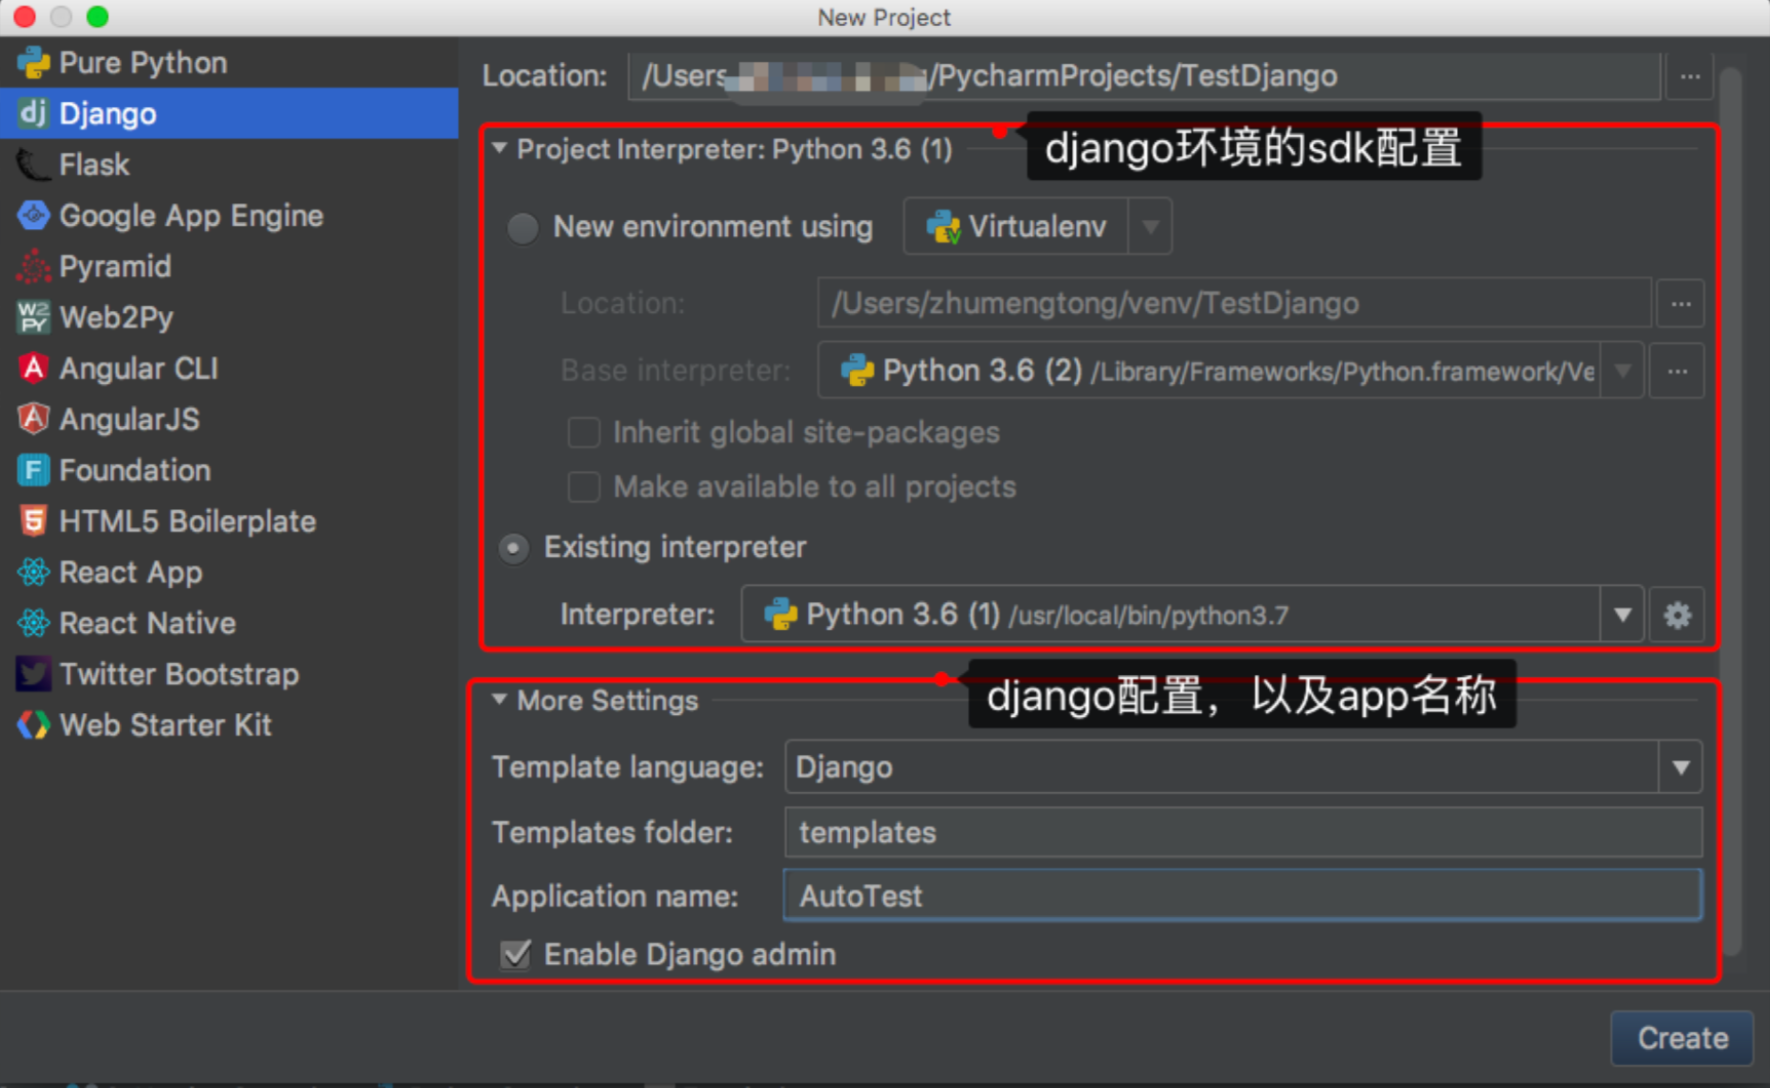 New Project
Pure Python
Django
Flask
Google App Engine
Pyramid
Web2Py
Angular CLI
AngularJS
Foundation
HTML5 Boilerplate
React App
React Native
Twitter Bootstrap
Web Starter Kit
Location: /Users /PycharmProjects/TestDjango ...
django环境的sdk配置
Project Interpreter: Python 3.6 (1)
New environment using Virtualenv
Location: /Users/zhumengtong/venv/TestDjango ...
Base interpreter: Python 3.6 (2) /Library/Frameworks/Python.framework/Ve ...
Inherit global site-packages
Make available to all projects
Existing interpreter
Interpreter: Python 3.6 (1) /usr/local/bin/python3.7
django配置，以及app名称
More Settings
Template language: Django
Templates folder: templates
Application name: AutoTest
Enable Django admin
Create